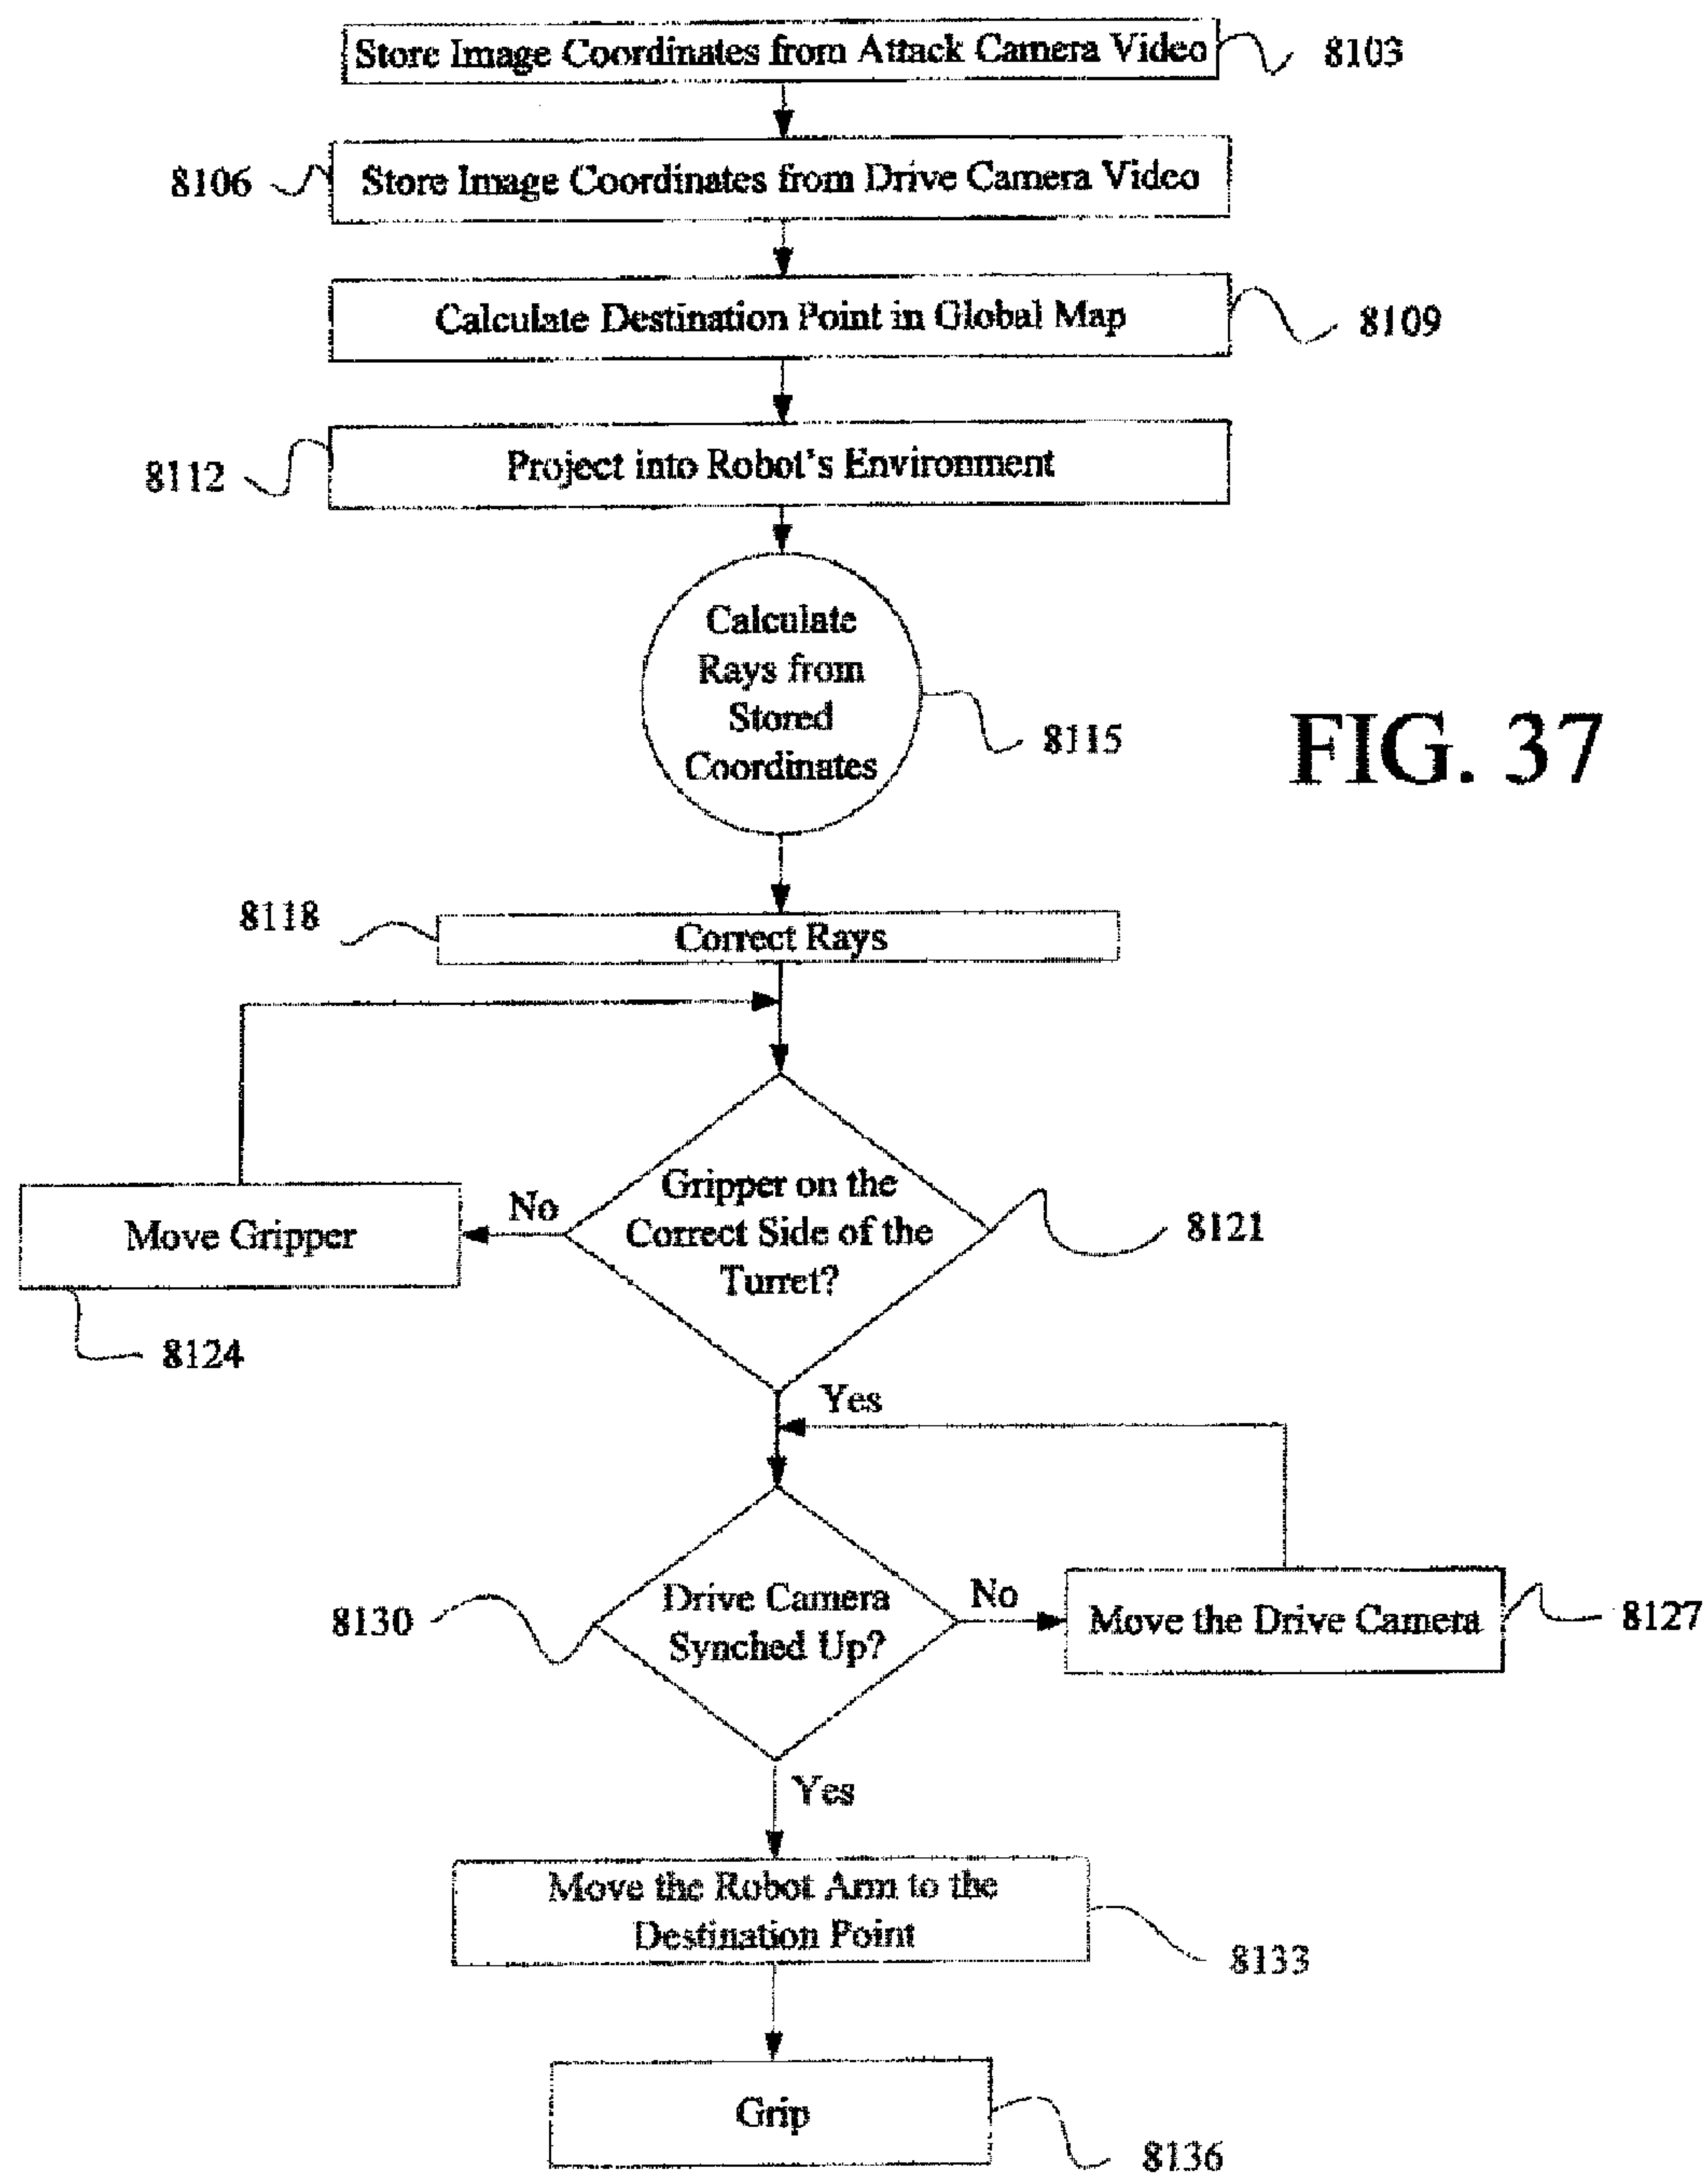 Store Image Coordinates from Attack Camera Video
8103
8106
Store Image Coordinates from Drive Camera Video
Calculate Destination Point in Global Map
8109
8112
Project into Robot's Environment
Calculate
Rays from
Stored
Coordinates
8115
FIG. 37
8118
Correct Rays
Gripper on the
Correct Side of the
Turret?
8121
No
Move Gripper
8124
Yes
Drive Camera
Synched Up?
8130
No
Move the Drive Camera
8127
Yes
Move the Robot Arm to the
Destination Point
8133
Grip
8136